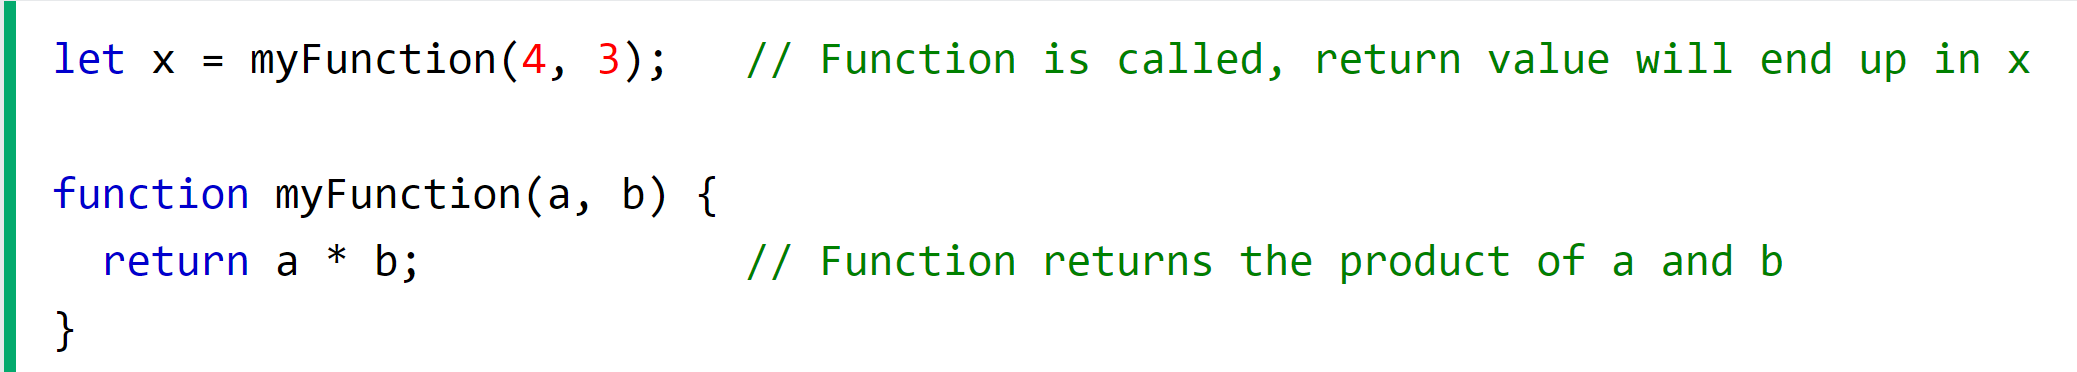 let x = myFunction(4, 3);   // Function is called, return value will end up in x
function myFunction(a, b) {
  return a * b;             // Function returns the product of a and b
}